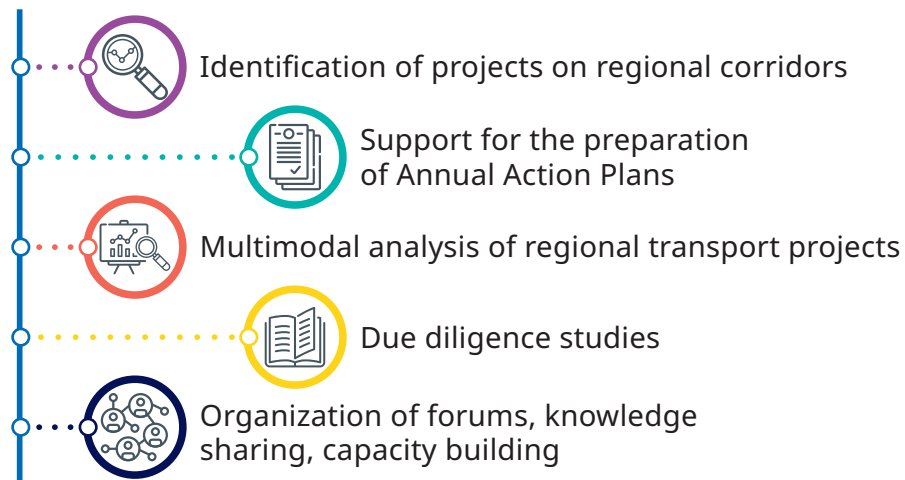 Identification of projects on regional corridors
Support for the preparation
of Annual Action Plans
Multimodal analysis of regional transport projects
Due diligence studies
Organization of forums, knowledge
sharing, capacity building